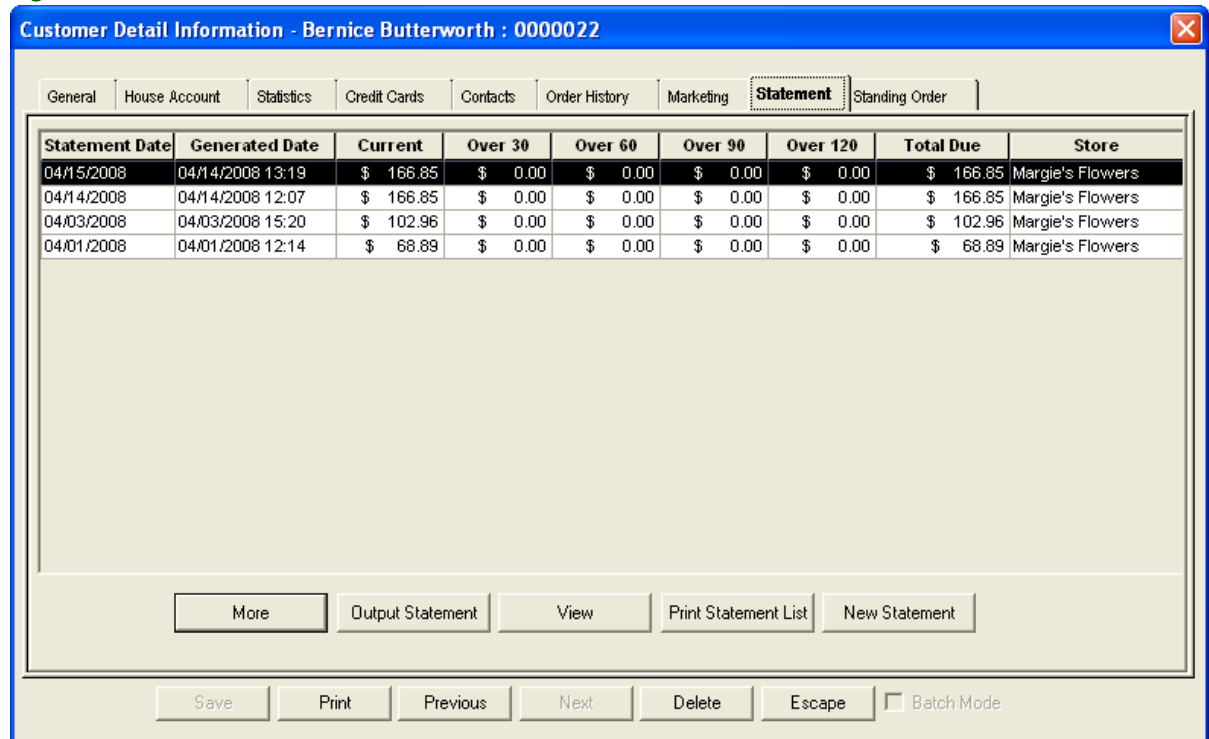 Customer Detail Information - Bernice Butterworth : 0000022
General House Account Statistics Credit Cards Contacts Order History Marketing Statement Standing Order
Statement Date Generated Date Current Over 30 Over 60 Over 90 Over 120 Total Due Store
04/15/2008 04/14/2008 13:19 $ 166.85 $ 0.00 $ 0.00 $ 0.00 $ 0.00 $ 166.85 Margie's Flowers
04/14/2008 04/14/2008 12:07 $ 166.85 $ 0.00 $ 0.00 $ 0.00 $ 0.00 $ 166.85 Margie's Flowers
04/03/2008 04/03/2008 15:20 $ 102.96 $ 0.00 $ 0.00 $ 0.00 $ 0.00 $ 102.96 Margie's Flowers
04/01/2008 04/01/2008 12:14 $ 68.89 $ 0.00 $ 0.00 $ 0.00 $ 0.00 $ 68.89 Margie's Flowers
More Output Statement View Print Statement List New Statement
Save Print Previous Next Delete Escape Batch Mode